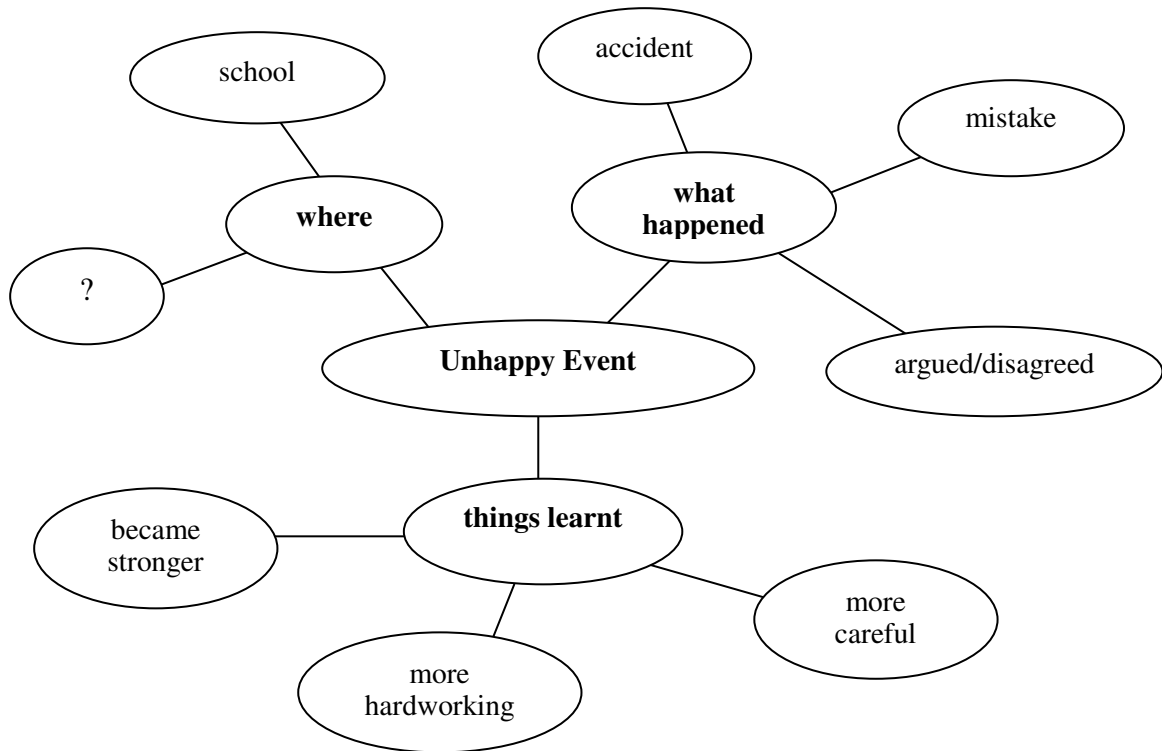 accident
school
mistake
what
happened
where
?
Unhappy Event
argued/disagreed
things learnt
became
stronger
more
careful
more
hardworking